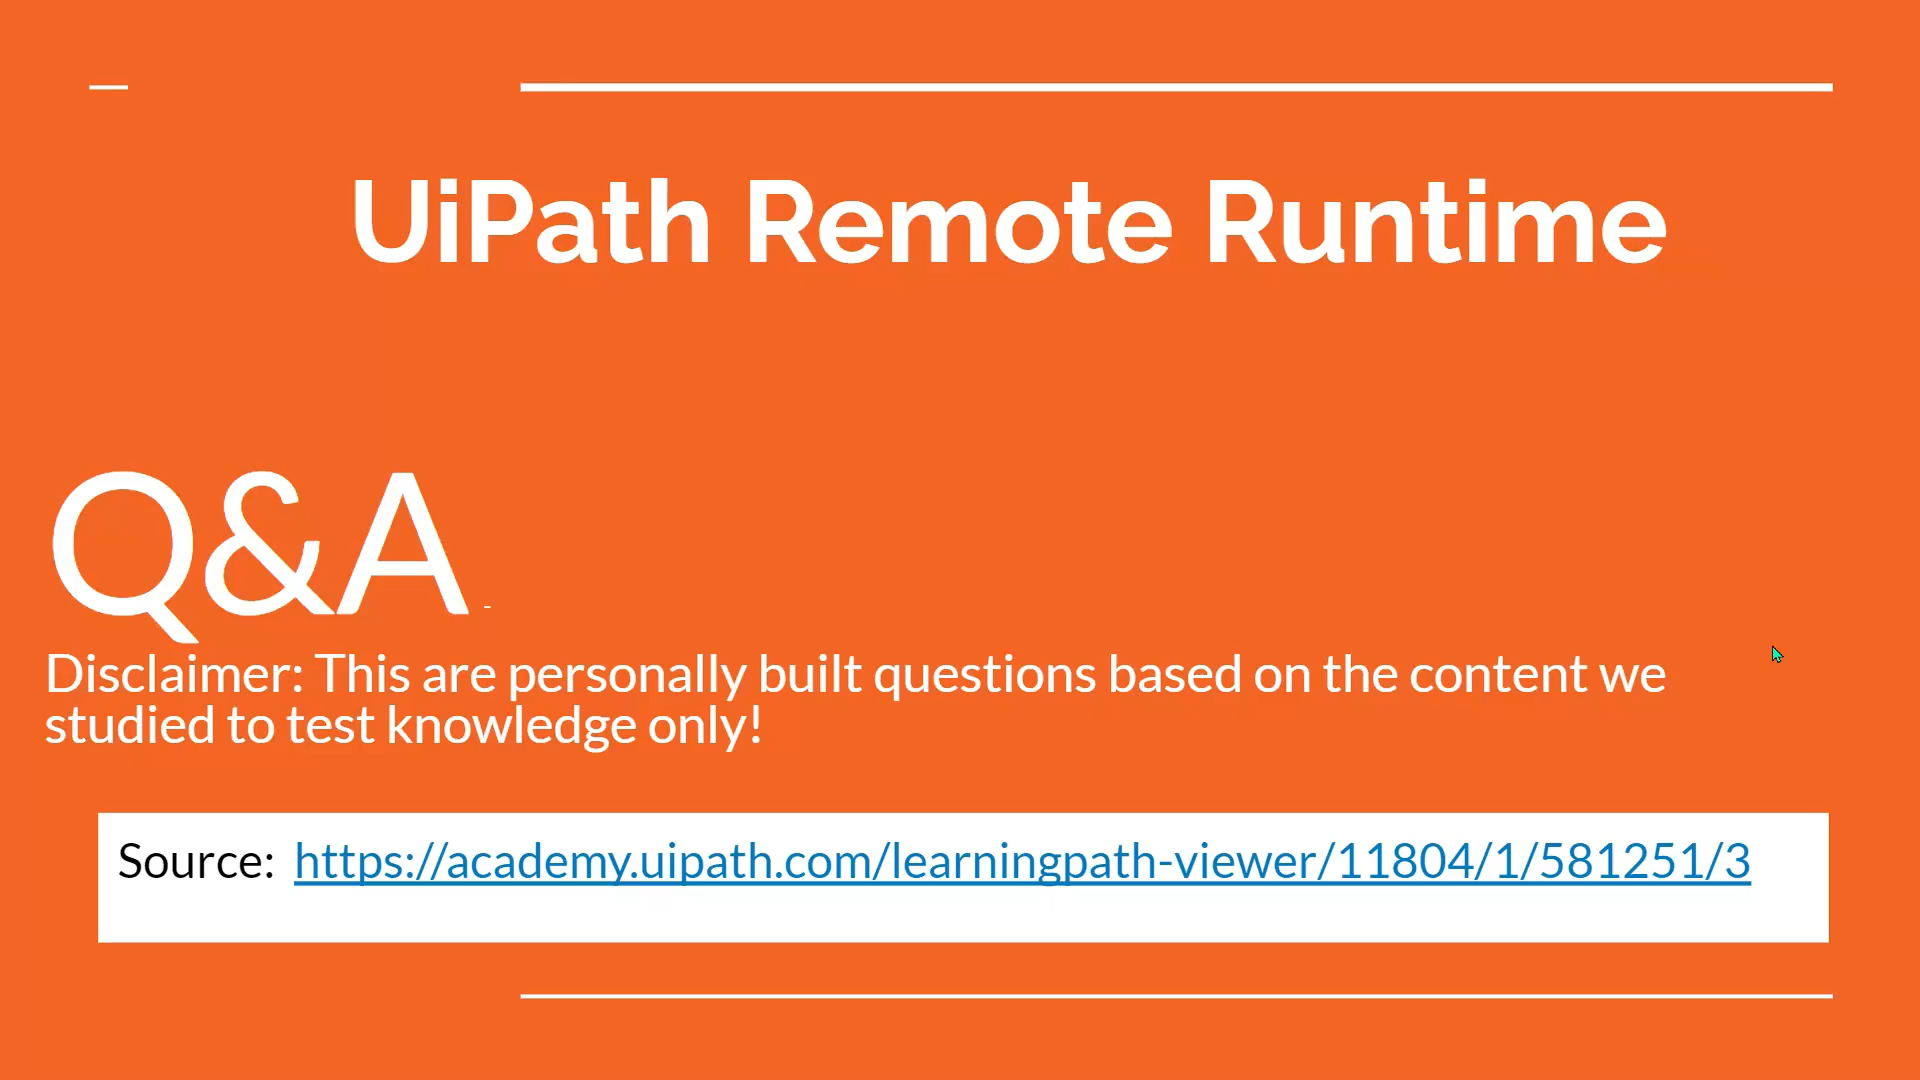 UiPath Remote Runtime
Q&A -
Disclaimer: This are personally built questions based on the content we
studied to test knowledge only!
Source: https://academy.uipath.com/learningpath-viewer/11804/1/581251/3